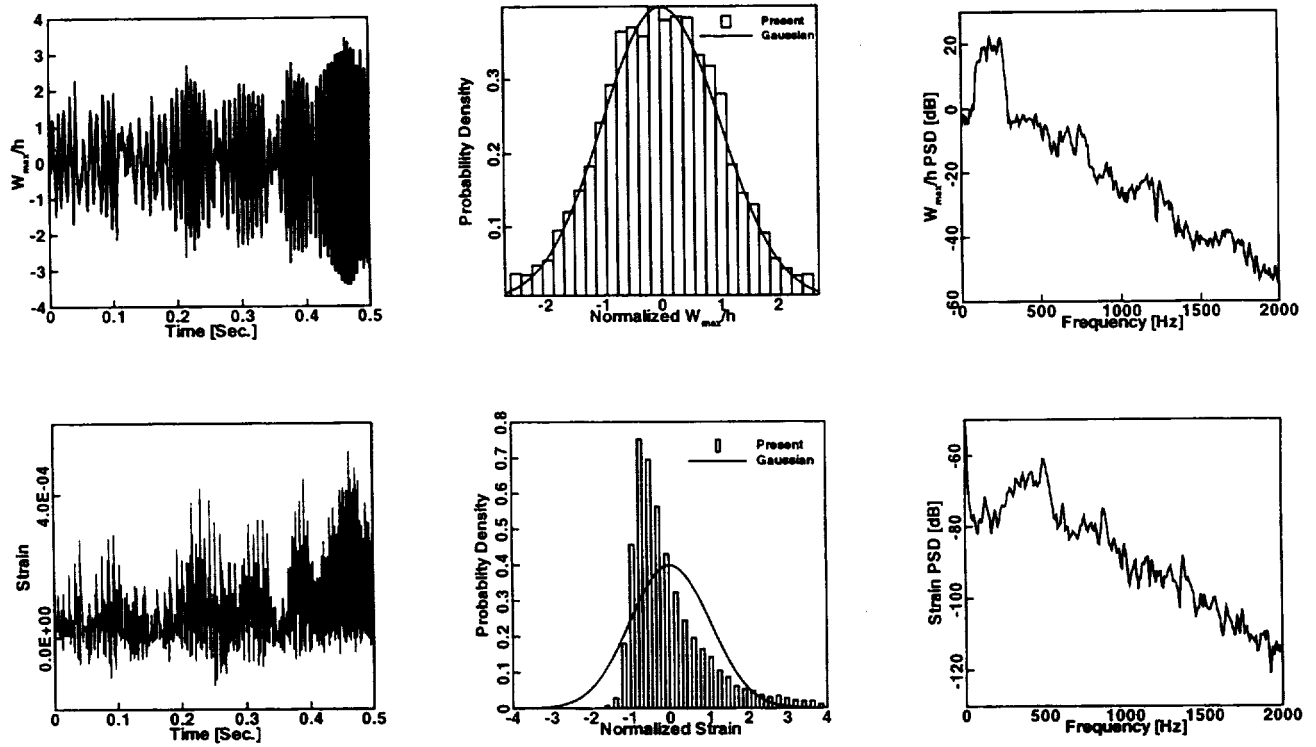 4
3
2
1
0
-1
-2
-3
-4
W_max/h
0 0.1 0.2 0.3 0.4 0.5
Time [Sec.]
Present
Gaussian
0.3
0.2
0.1
Probability Density
-2 -1 0 1 2
Normalized W_max/h
20
0
-20
-40
-60
W_max/h PSD [dB]
0 500 1000 1500 2000
Frequency [Hz]
4.0E-04
0.0E+00
Strain
0 0.1 0.2 0.3 0.4 0.5
Time [Sec.]
Present
Gaussian
0.8
0.7
0.6
0.5
0.4
0.3
0.2
0.1
0
Probablity Density
-4 -3 -2 -1 0 1 2 3 4
Normalized Strain
-60
-80
-100
-120
Strain PSD [dB]
0 500 1000 1500 2000
Frequency [Hz]